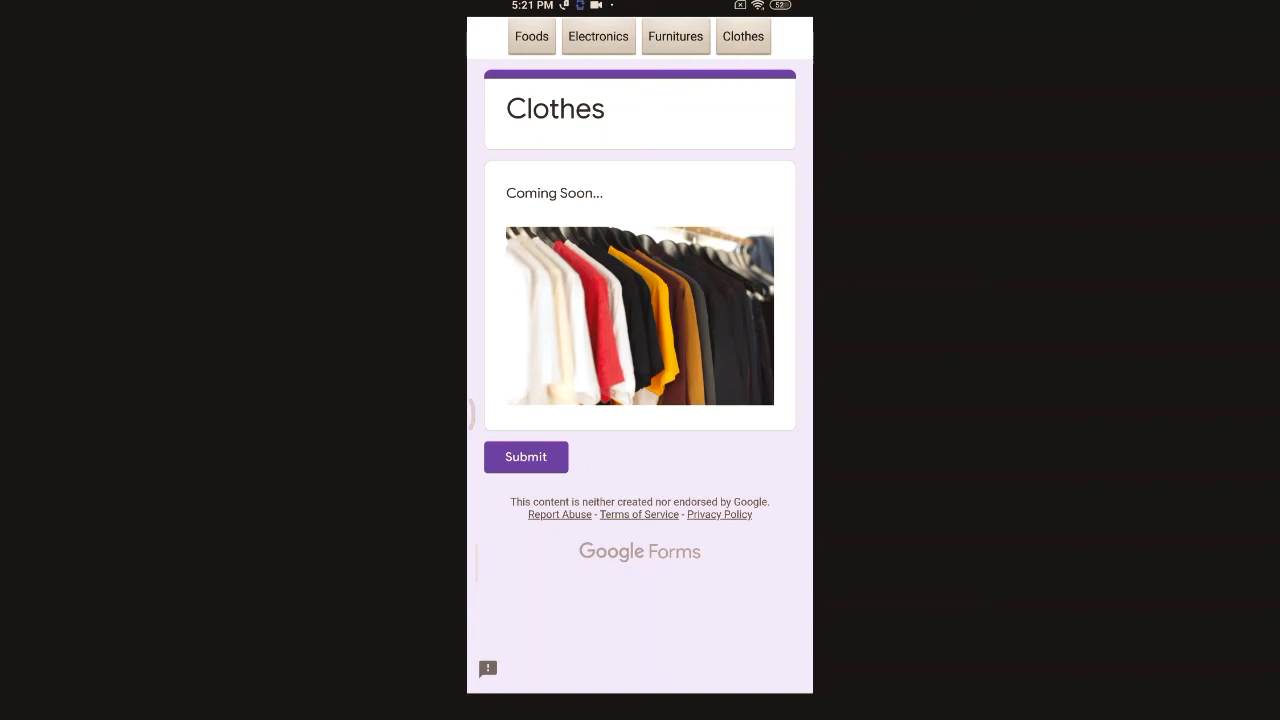 5:21 PM 52
Foods Electronics Furnitures Clothes
Clothes
Coming Soon...
Submit
This content is neither created nor endorsed by Google.
Report Abuse - Terms of Service - Privacy Policy
Google Forms